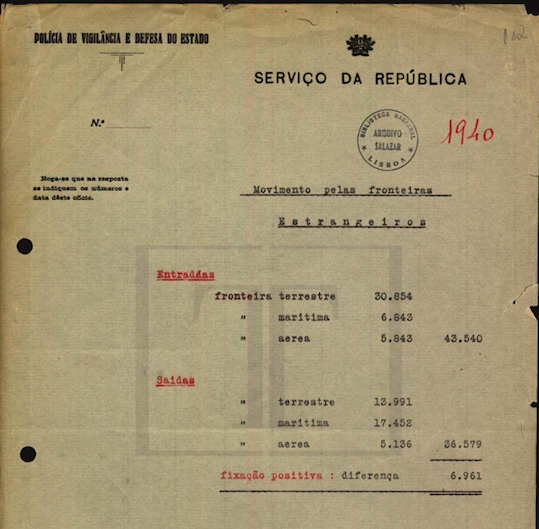 POLÍCIA DE VIGILÂNCIA E DEFESA DO ESTADO
SERVIÇO DA REPÚBLICA
N.º
BIBLIOTECA NACIONAL
ARQUIVO
SALAZAR
LISBOA
1940
Roga-se que na resposta
se indiquem os números e
data dêste ofício.
Movimento pelas fronteiras
Estrangeiros
Entradas
fronteira terrestre 30.854
" maritima 6.843
" aerea 5.843 43.540
Saidas
" terrestre 13.991
" maritima 17.452
" aerea 5.136 36.579
fixação positiva : diferença 6.961